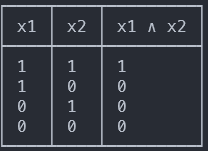 x1 x2 x1 ∧ x2
1 1 1
1 0 0
0 1 0
0 0 0